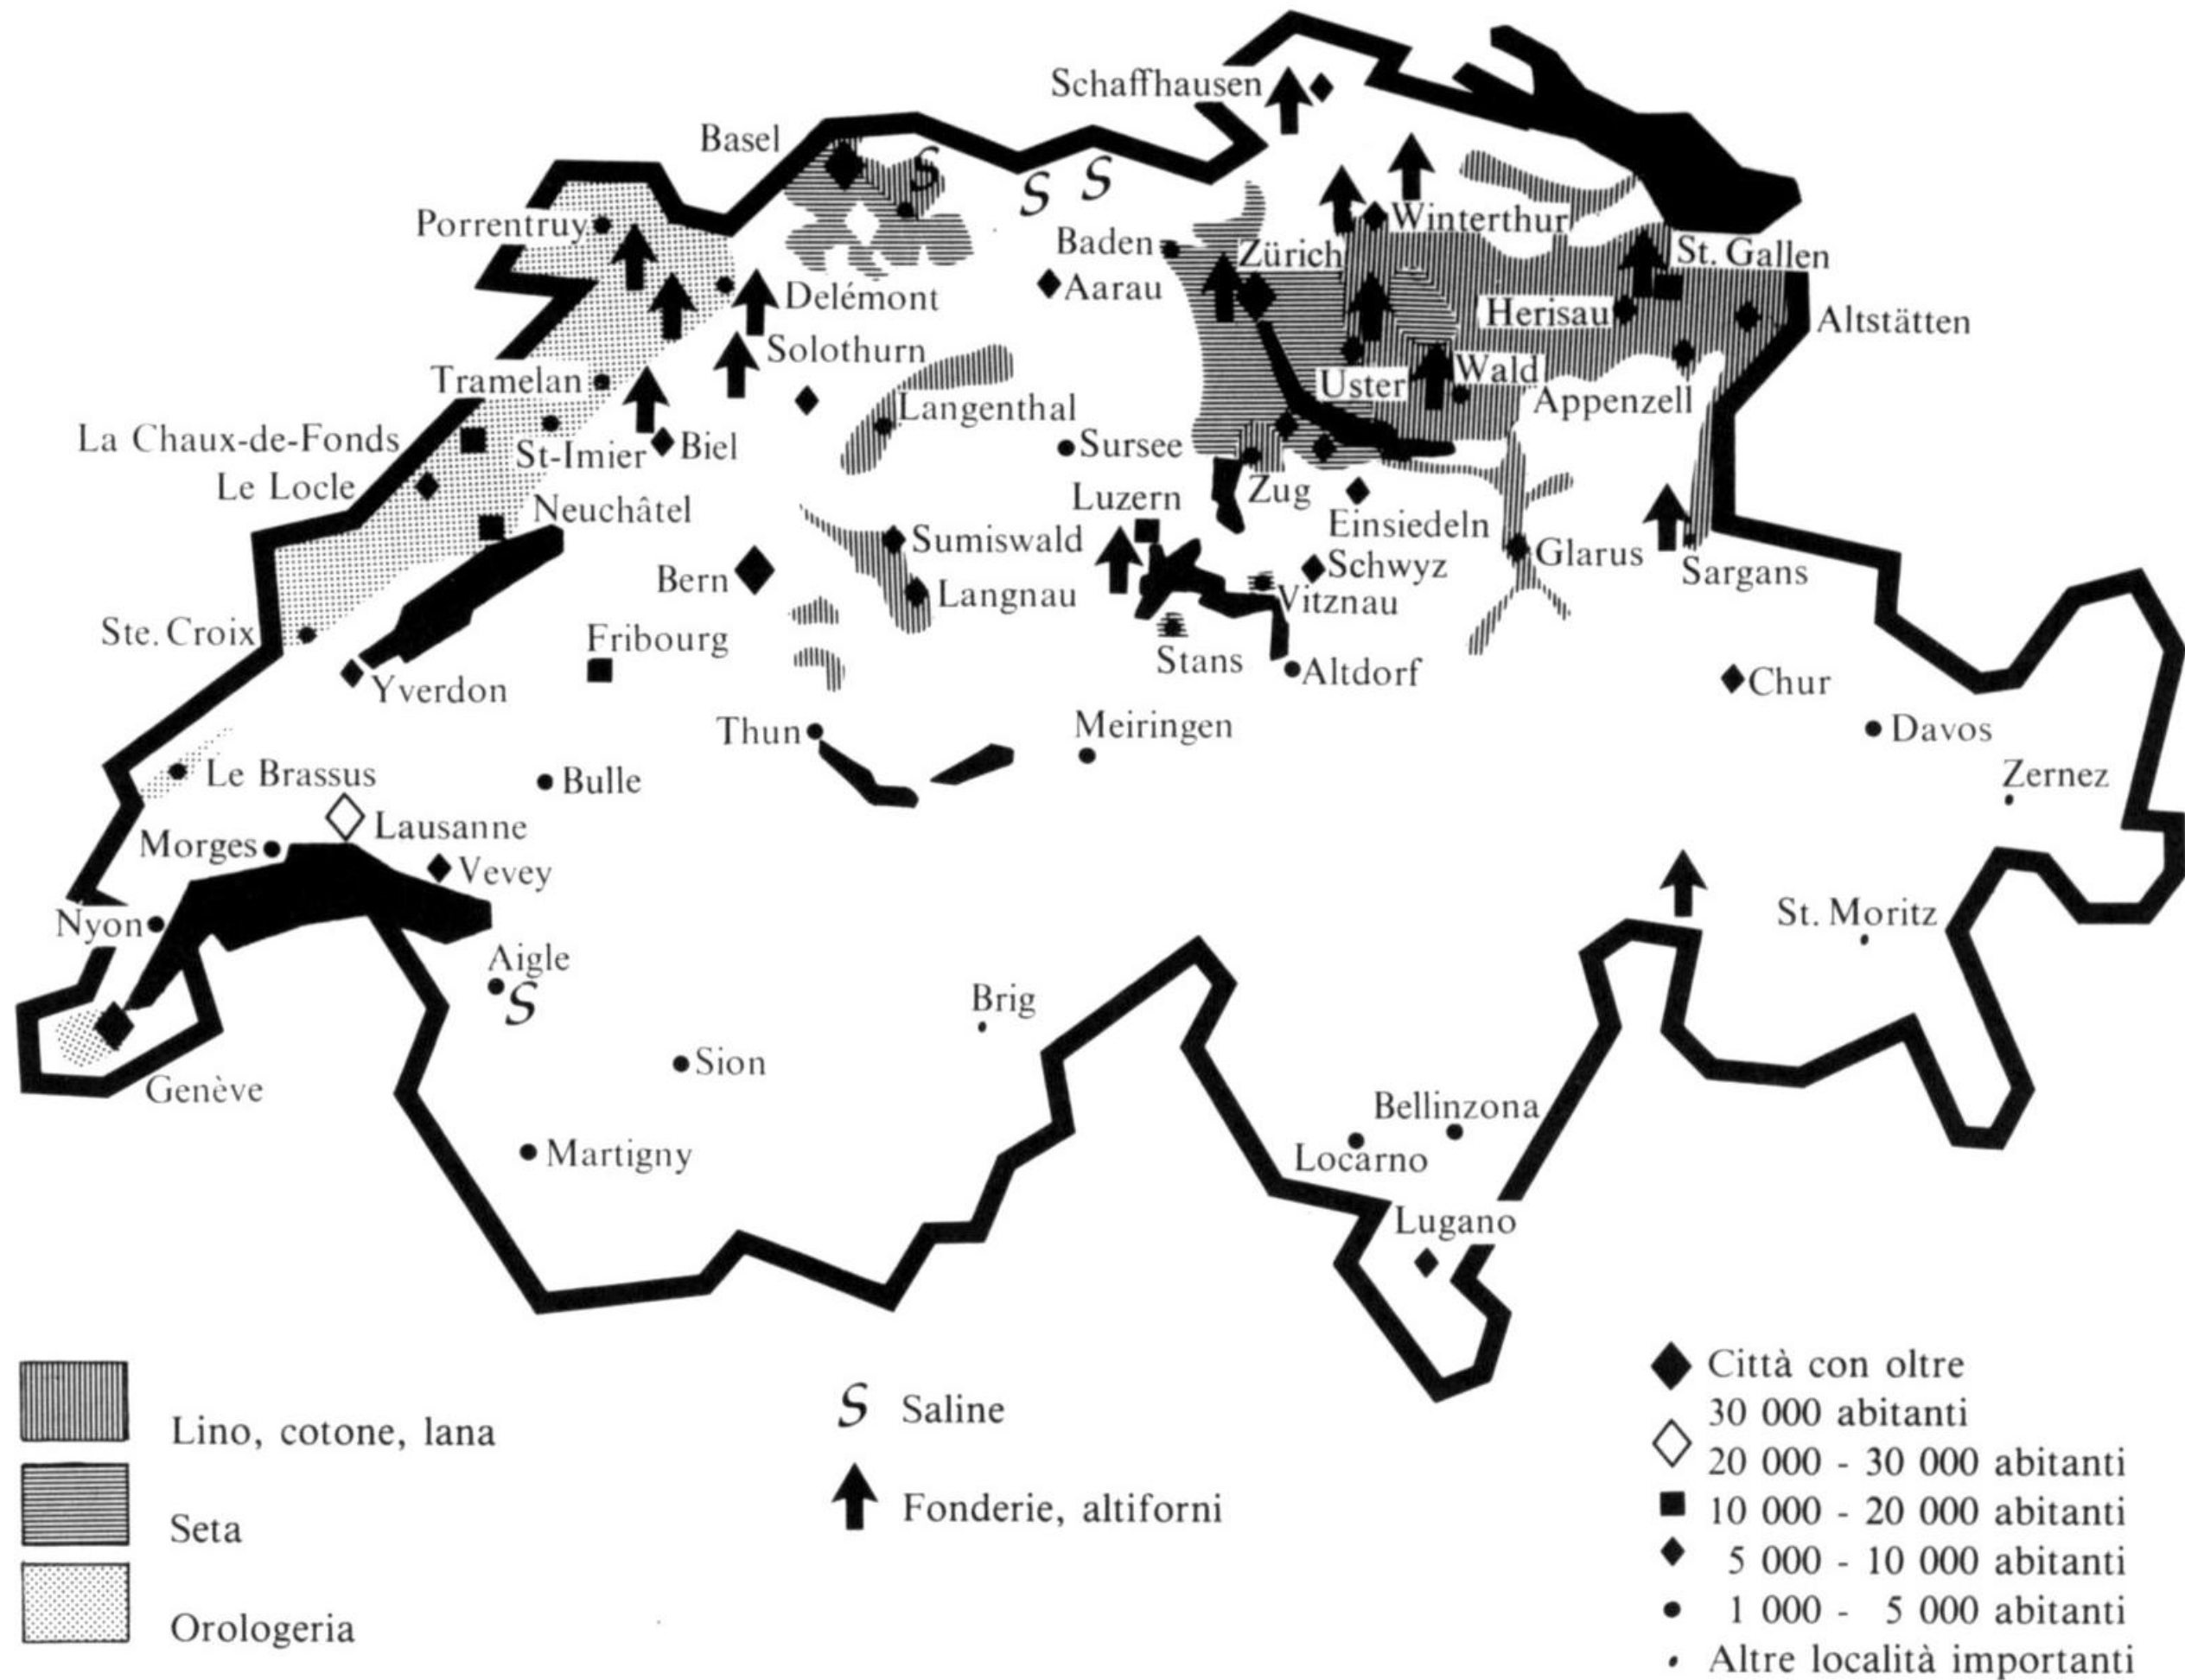 Schaffhausen
Basel
S
S
S
Porrentruy
Winterthur
Baden
Zürich
St. Gallen
Aarau
Delémont
Herisau
Altstätten
Solothurn
Tramelan
Uster
Wald
Appenzell
Langenthal
La Chaux-de-Fonds
St-Imier
Biel
Sursee
Le Locle
Zug
Luzern
Neuchâtel
Einsiedeln
Sumiswald
Glarus
Schwyz
Sargans
Bern
Langnau
Vitznau
Ste. Croix
Fribourg
Stans
Altdorf
Chur
Yverdon
Thun
Meiringen
Davos
Le Brassus
Bulle
Zernez
Lausanne
Morges
Vevey
Nyon
St. Moritz
Aigle
S
Brig
Sion
Genève
Bellinzona
Martigny
Locarno
Lugano
Lino, cotone, lana
Seta
Orologeria
S Saline
Fonderie, altiforni
Città con oltre
30 000 abitanti
20 000 - 30 000 abitanti
10 000 - 20 000 abitanti
5 000 - 10 000 abitanti
1 000 - 5 000 abitanti
Altre località importanti